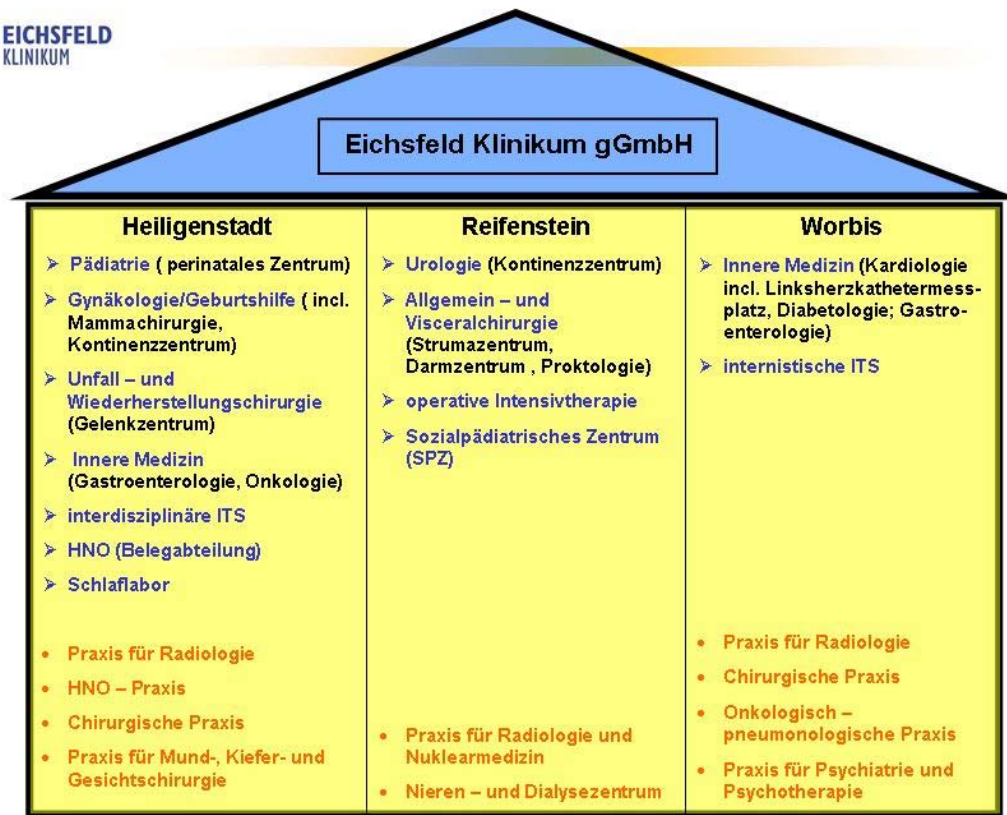 EICHSFELD
KLINIKUM
Eichsfeld Klinikum gGmbH
Heiligenstadt
➢ Pädiatrie ( perinatales Zentrum)
➢ Gynäkologie/Geburtshilfe ( incl.
Mammachirurgie,
Kontinenzzentrum)
➢ Unfall – und
Wiederherstellungschirurgie
(Gelenkzentrum)
➢ Innere Medizin
(Gastroenterologie, Onkologie)
➢ interdisziplinäre ITS
➢ HNO (Belegabteilung)
➢ Schlaflabor
• Praxis für Radiologie
• HNO – Praxis
• Chirurgische Praxis
• Praxis für Mund-, Kiefer- und
Gesichtschirurgie
Reifenstein
➢ Urologie (Kontinenzzentrum)
➢ Allgemein – und
Visceralchirurgie
(Strumazentrum,
Darmzentrum , Proktologie)
➢ operative Intensivtherapie
➢ Sozialpädiatrisches Zentrum
(SPZ)
• Praxis für Radiologie und
Nuklearmedizin
• Nieren – und Dialysezentrum
Worbis
➢ Innere Medizin (Kardiologie
incl. Linksherzkathetermess-
platz, Diabetologie; Gastro-
enterologie)
➢ internistische ITS
• Praxis für Radiologie
• Chirurgische Praxis
• Onkologisch –
pneumonologische Praxis
• Praxis für Psychiatrie und
Psychotherapie